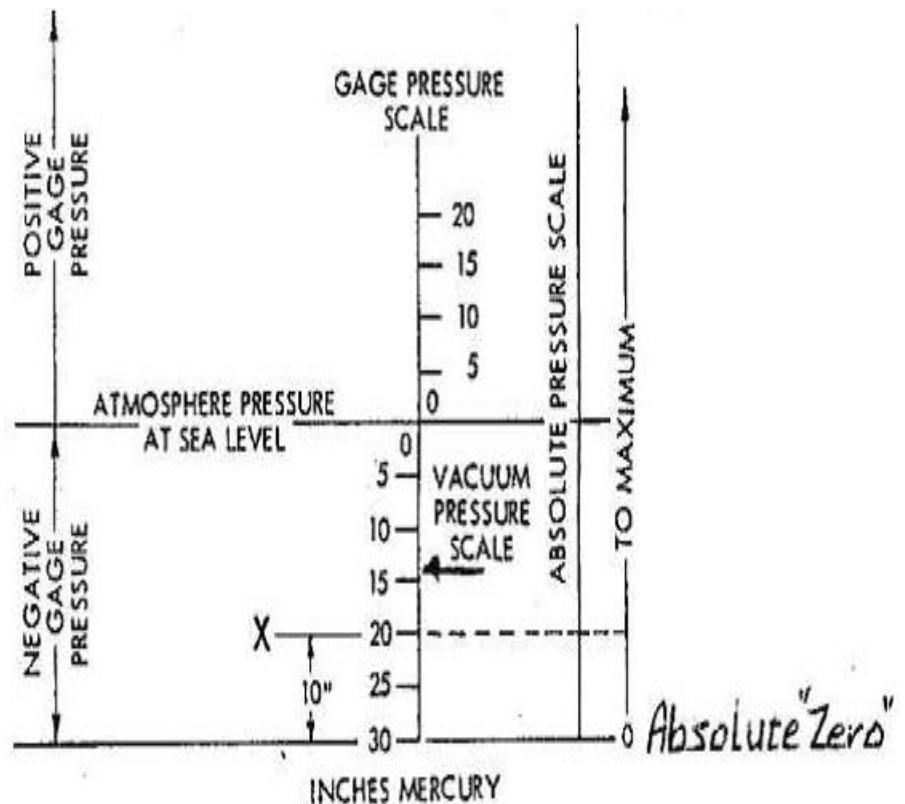 GAGE PRESSURE
SCALE
POSITIVE
GAGE
PRESSURE
20
15
10
5
0
ATMOSPHERE PRESSURE
AT SEA LEVEL
0
5
10
15
20
25
30
VACUUM
PRESSURE
SCALE
NEGATIVE
GAGE
PRESSURE
X
10"
ABSOLUTE PRESSURE SCALE
TO MAXIMUM
0
Absolute "Zero"
INCHES MERCURY